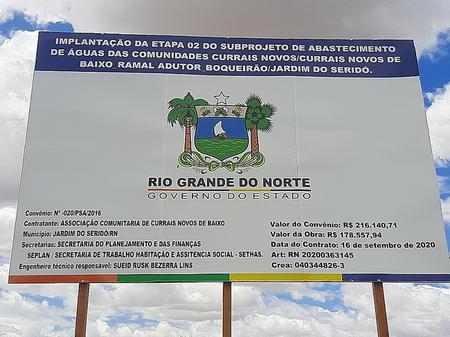 IMPLANTAÇÃO DA ETAPA 02 DO SUBPROJETO DE ABASTECIMENTO
DE ÁGUAS DAS COMUNIDADES CURRAIS NOVOS/CURRAIS NOVOS DE
BAIXO RAMAL ADUTOR BOQUEIRÃO/JARDIM DO SERIDÓ.
RIO GRANDE DO NORTE
GOVERNO DO ESTADO
Convênio: Nº -020/PSA/2016
Contratante: ASSOCIAÇÃO COMUNITARIA DE CURRAIS NOVOS DE BAIXO
Município: JARDIM DO SERIDÓ/RN
Secretarias: SECRETARIA DO PLANEJAMENTO E DAS FINANÇAS
SEPLAN / SECRETARIA DE TRABALHO HABITAÇÃO E ASSITENCIA SOCIAL - SETHAS.
Engenheiro técnico responsável: SUEID RUSK BEZERRA LINS
Valor do Convênio: R$ 216.140,71
Valor da Obra: R$ 178.557,94
Data do Contrato: 16 de setembro de 2020
Art: RN 20200363145
Crea: 040344826-3